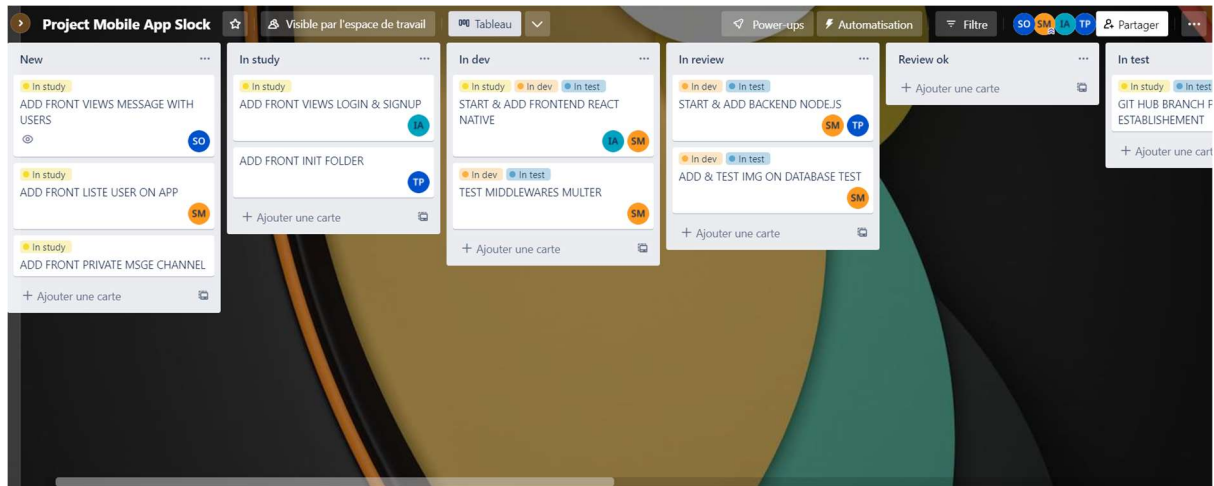 Project Mobile App Slock
Visible par l'espace de travail
Tableau
Power-ups
Automatisation
Filtre
SO SM IA TP
Partager
New
In study
ADD FRONT VIEWS MESSAGE WITH
USERS
SO
In study
ADD FRONT LISTE USER ON APP
SM
In study
ADD FRONT PRIVATE MSGE CHANNEL
+ Ajouter une carte
In study
In study
ADD FRONT VIEWS LOGIN & SIGNUP
IA
ADD FRONT INIT FOLDER
TP
+ Ajouter une carte
In dev
In study In dev In test
START & ADD FRONTEND REACT
NATIVE
IA SM
In dev In test
TEST MIDDLEWARES MULTER
SM
+ Ajouter une carte
In review
In dev In test
START & ADD BACKEND NODE.JS
SM TP
In dev In test
ADD & TEST IMG ON DATABASE TEST
SM
+ Ajouter une carte
Review ok
+ Ajouter une carte
In test
In study In test
GIT HUB BRANCH
ESTABLISHEMENT
+ Ajouter une cart